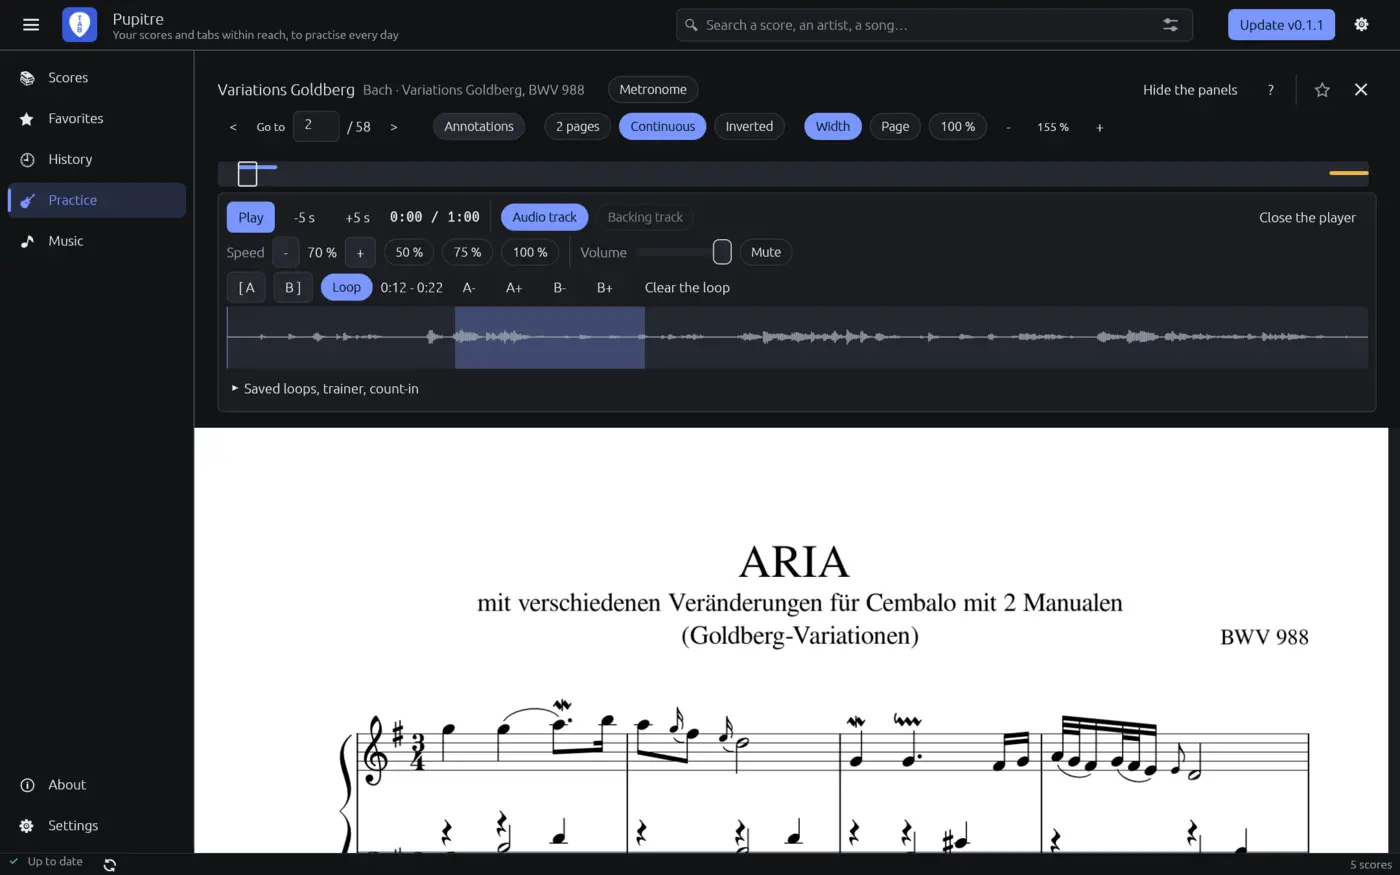 Pupitre
Your scores and tabs within reach, to practise every day
TAB
Search a score, an artist, a song…
Update v0.1.1
Scores
Favorites
History
Practice
Music
About
Settings
Up to date
Variations Goldberg Bach · Variations Goldberg, BWV 988 Metronome Hide the panels ?
< Go to 2 / 58 > Annotations 2 pages Continuous Inverted Width Page 100 % - 155 % +
Play -5 s +5 s 0:00 / 1:00 Audio track Backing track Close the player
Speed - 70 % + 50 % 75 % 100 % Volume Mute
[ A B ] Loop 0:12 - 0:22 A- A+ B- B+ Clear the loop
Saved loops, trainer, count-in
ARIA
mit verschiedenen Veränderungen für Cembalo mit 2 Manualen
(Goldberg-Variationen)
BWV 988
3
4
5 scores